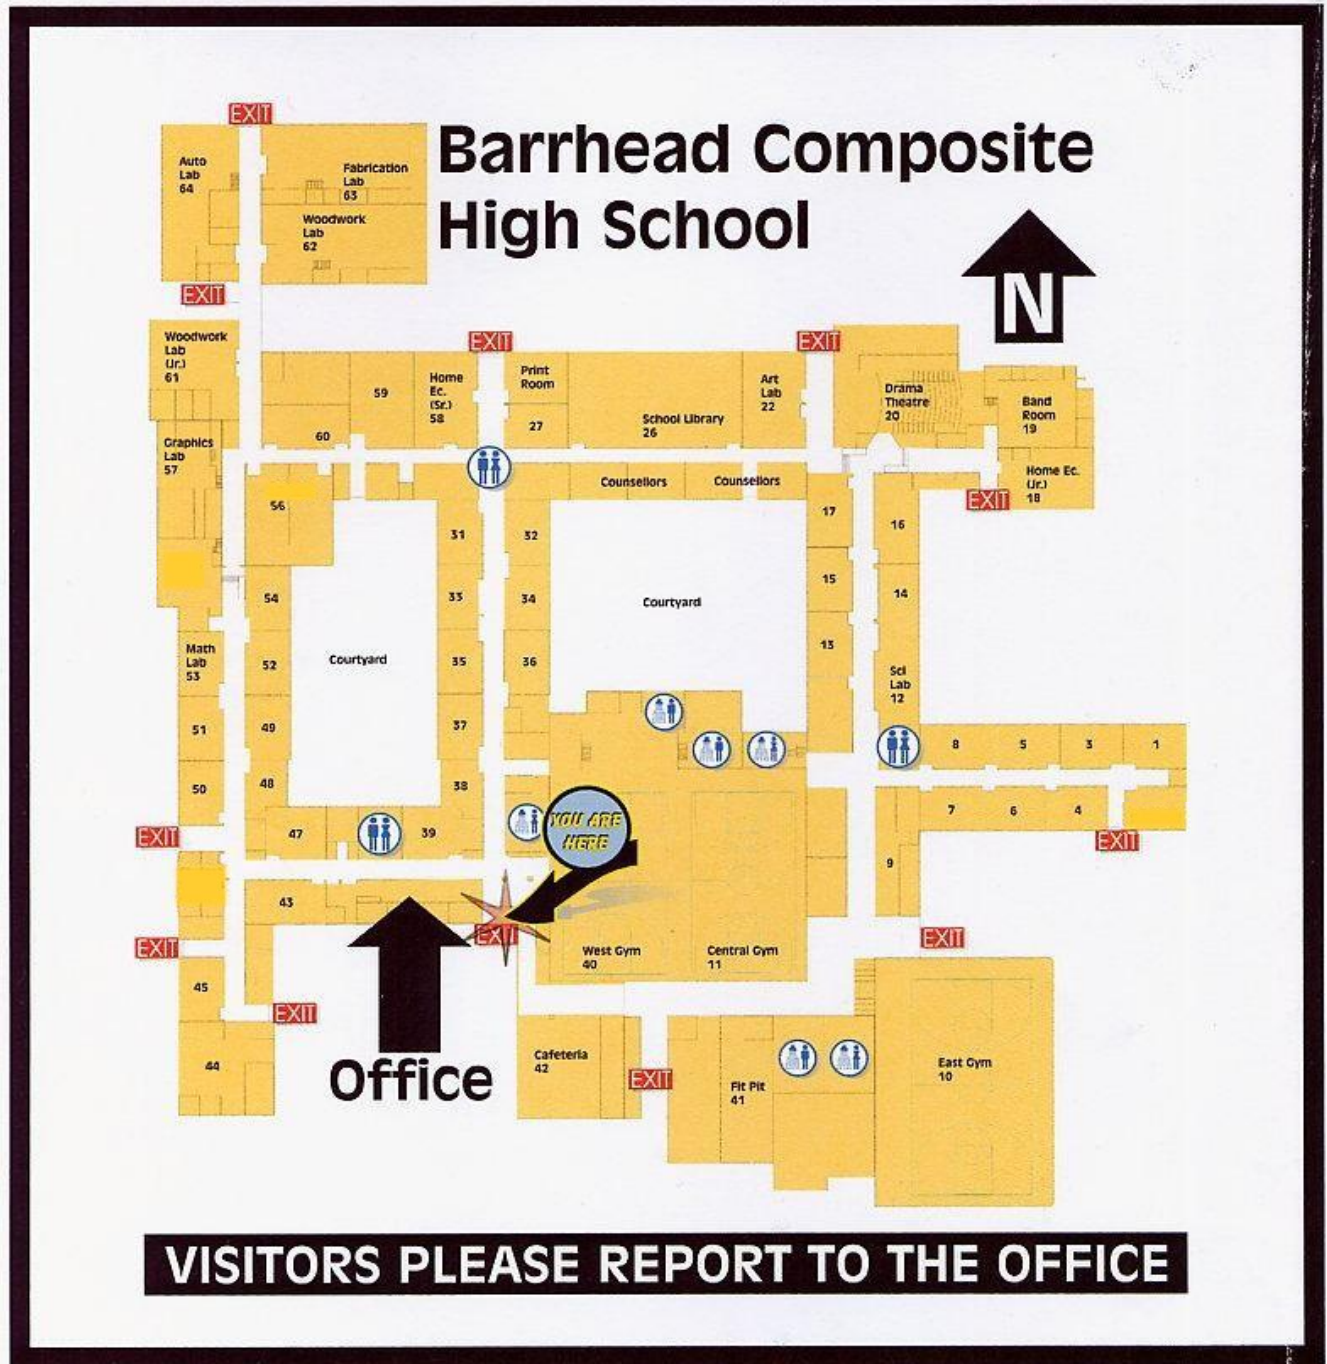 EXIT
Barrhead Composite
High School
Auto
Lab
64
Fabrication
Lab
63
Woodwork
Lab
62
N
EXIT
Woodwork
Lab
(Jr.)
61
EXIT
EXIT
59
Home
Ec.
(Sr.)
58
Print
Room
27
School Library
26
Art
Lab
22
Drama
Theatre
20
Band
Room
19
60
Graphics
Lab
57
Home Ec.
(Jr.)
18
EXIT
Counsellors
Counsellors
56
31
32
17
16
54
33
34
Courtyard
15
14
Math
Lab
53
52
Courtyard
35
36
13
Sci
Lab
12
51
49
37
8
5
3
1
50
48
38
7
6
4
EXIT
47
39
YOU ARE
HERE
EXIT
9
43
EXIT
EXIT
West Gym
40
Central Gym
11
EXIT
45
EXIT
44
Office
Cafeteria
42
EXIT
Fit Pit
41
East Gym
10
VISITORS PLEASE REPORT TO THE OFFICE